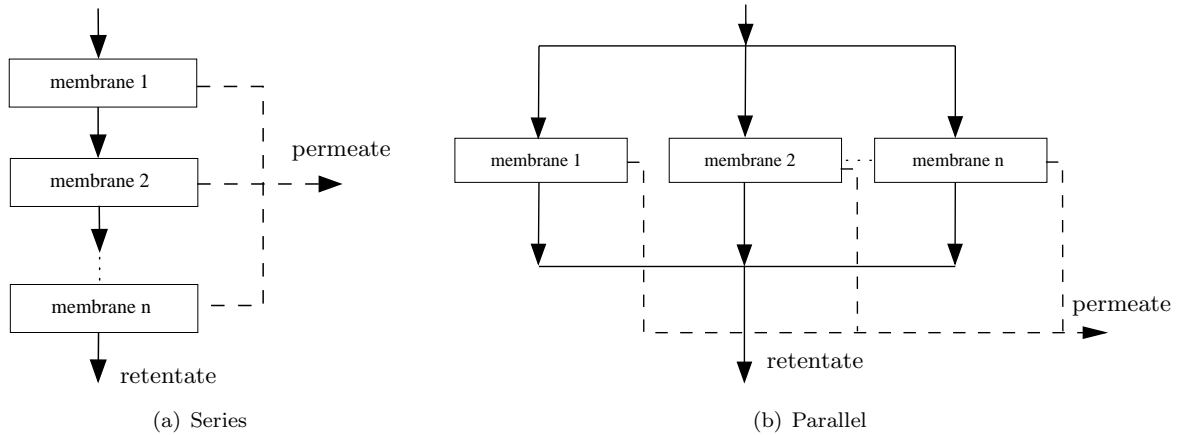 membrane 1
membrane 2
membrane n
permeate
retentate
(a) Series
membrane 1
membrane 2
membrane n
permeate
retentate
(b) Parallel